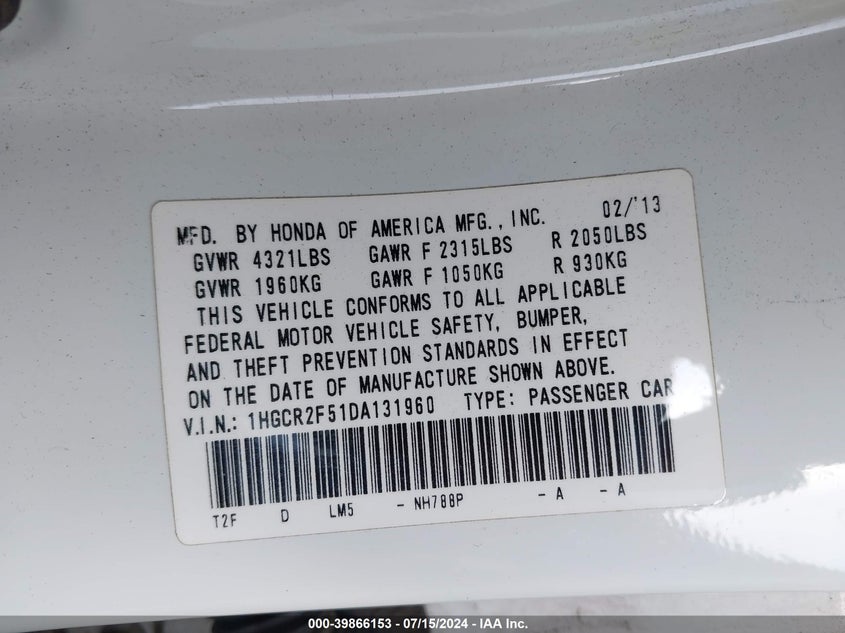 MFD. BY HONDA OF AMERICA MFG., INC. 02/'13
GVWR 4321LBS GAWR F 2315LBS R 2050LBS
GVWR 1960KG GAWR F 1050KG R 930KG
THIS VEHICLE CONFORMS TO ALL APPLICABLE
FEDERAL MOTOR VEHICLE SAFETY, BUMPER,
AND THEFT PREVENTION STANDARDS IN EFFECT
ON THE DATE OF MANUFACTURE SHOWN ABOVE.
V.I.N.: 1HGCR2F51DA131960 TYPE: PASSENGER CAR
T2F D LM5 - NH788P - A - A
000-39866153 - 07/15/2024 - IAA Inc.